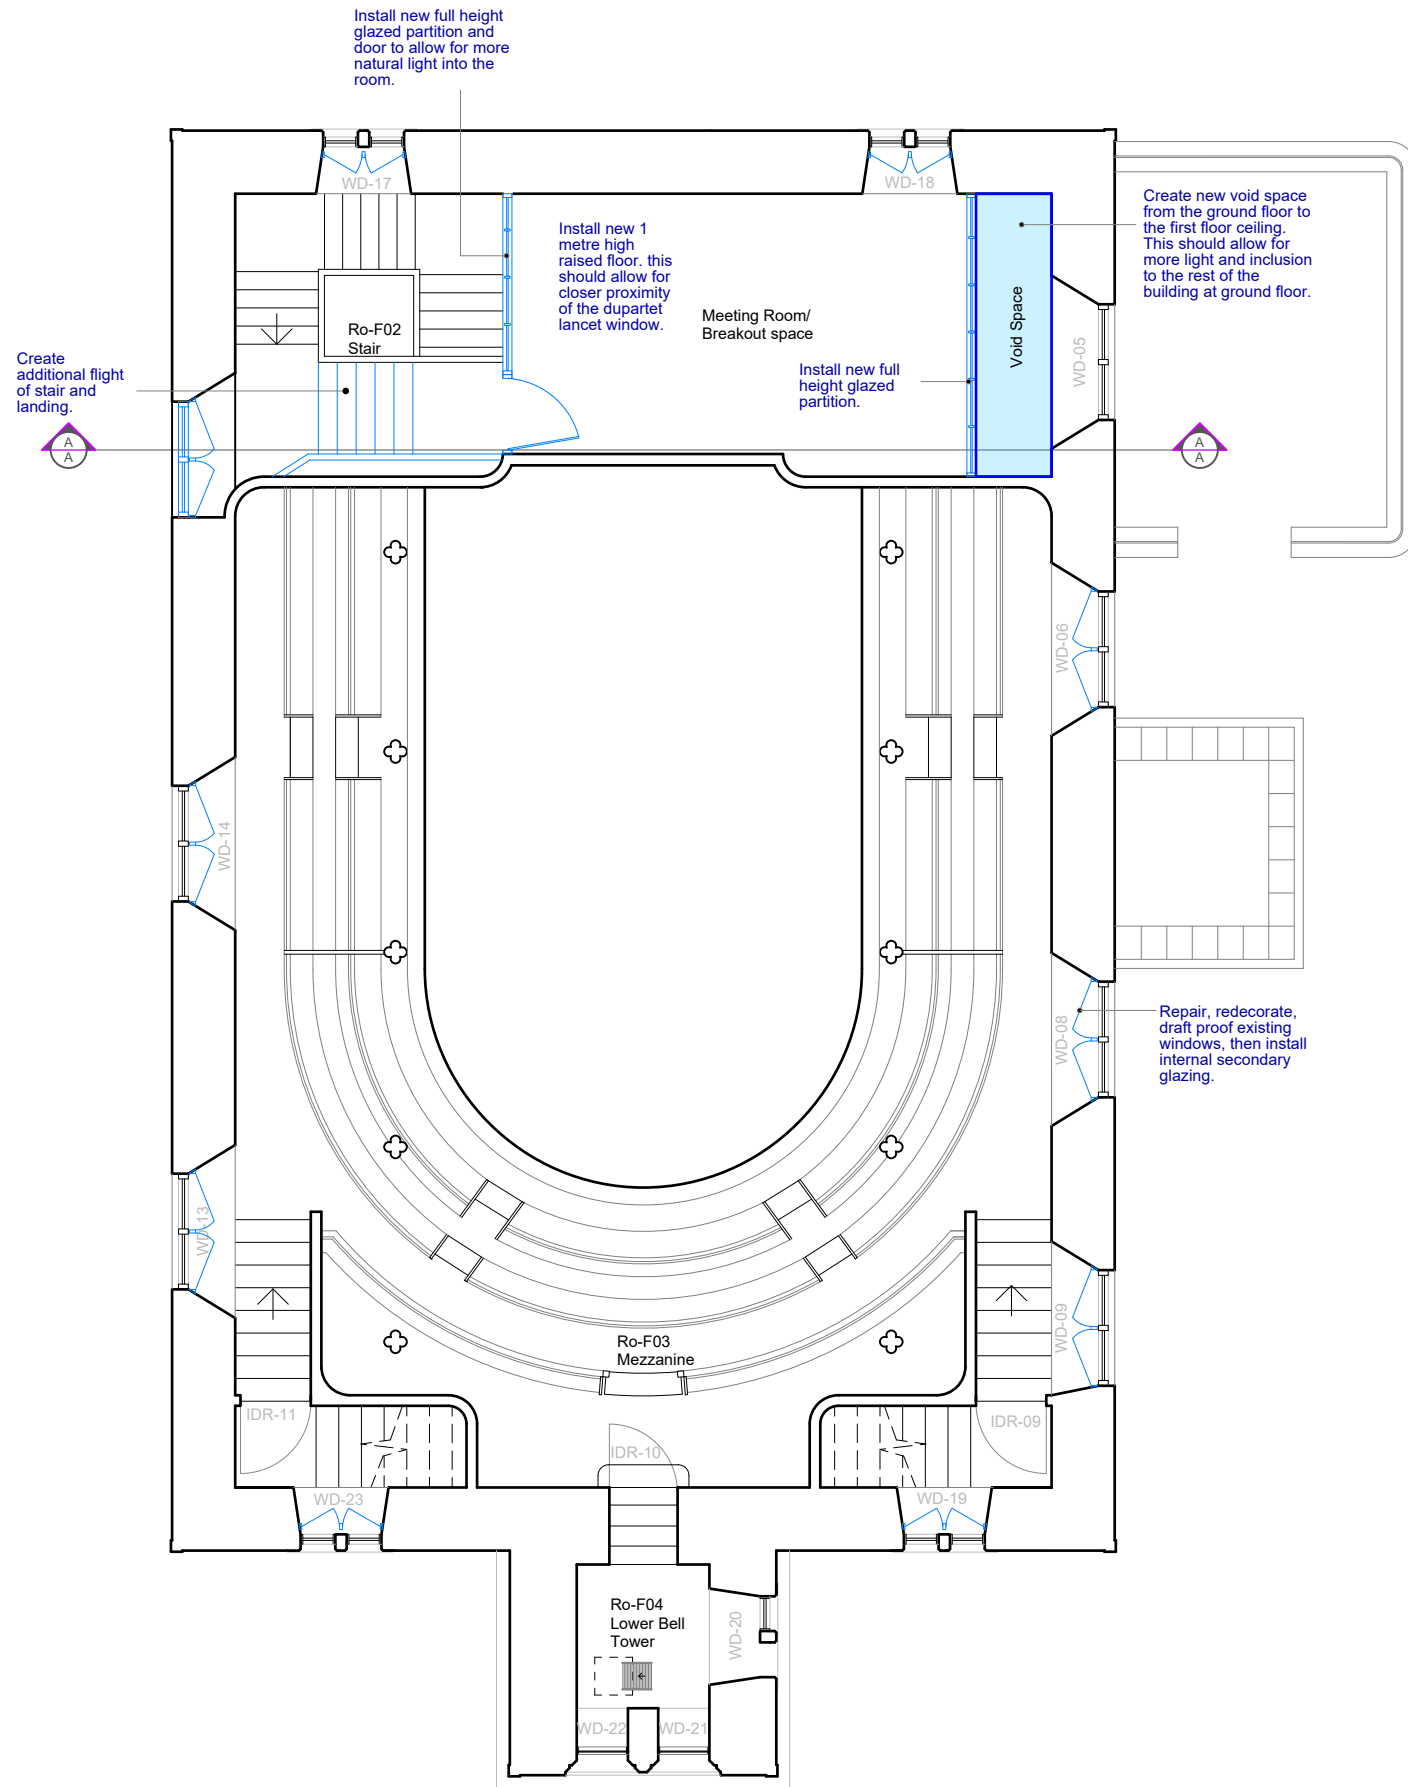 Install new full height
glazed partition and
door to allow for more
natural light into the
room.
WD-17
WD-18
Create new void space
from the ground floor to
the first floor ceiling.
This should allow for
more light and inclusion
to the rest of the
building at ground floor.
Install new 1
metre high
raised floor. this
should allow for
closer proximity
of the dupartet
lancet window.
Meeting Room/
Breakout space
Void Space
WD-05
Ro-F02
Stair
Install new full
height glazed
partition.
Create
additional flight
of stair and
landing.
A
A
A
A
WD-06
WD-14
Repair, redecorate,
draft proof existing
windows, then install
internal secondary
glazing.
WD-08
WD-13
WD-09
Ro-F03
Mezzanine
IDR-11
IDR-09
IDR-10
WD-23
WD-19
Ro-F04
Lower Bell
Tower
WD-20
WD-22
WD-21